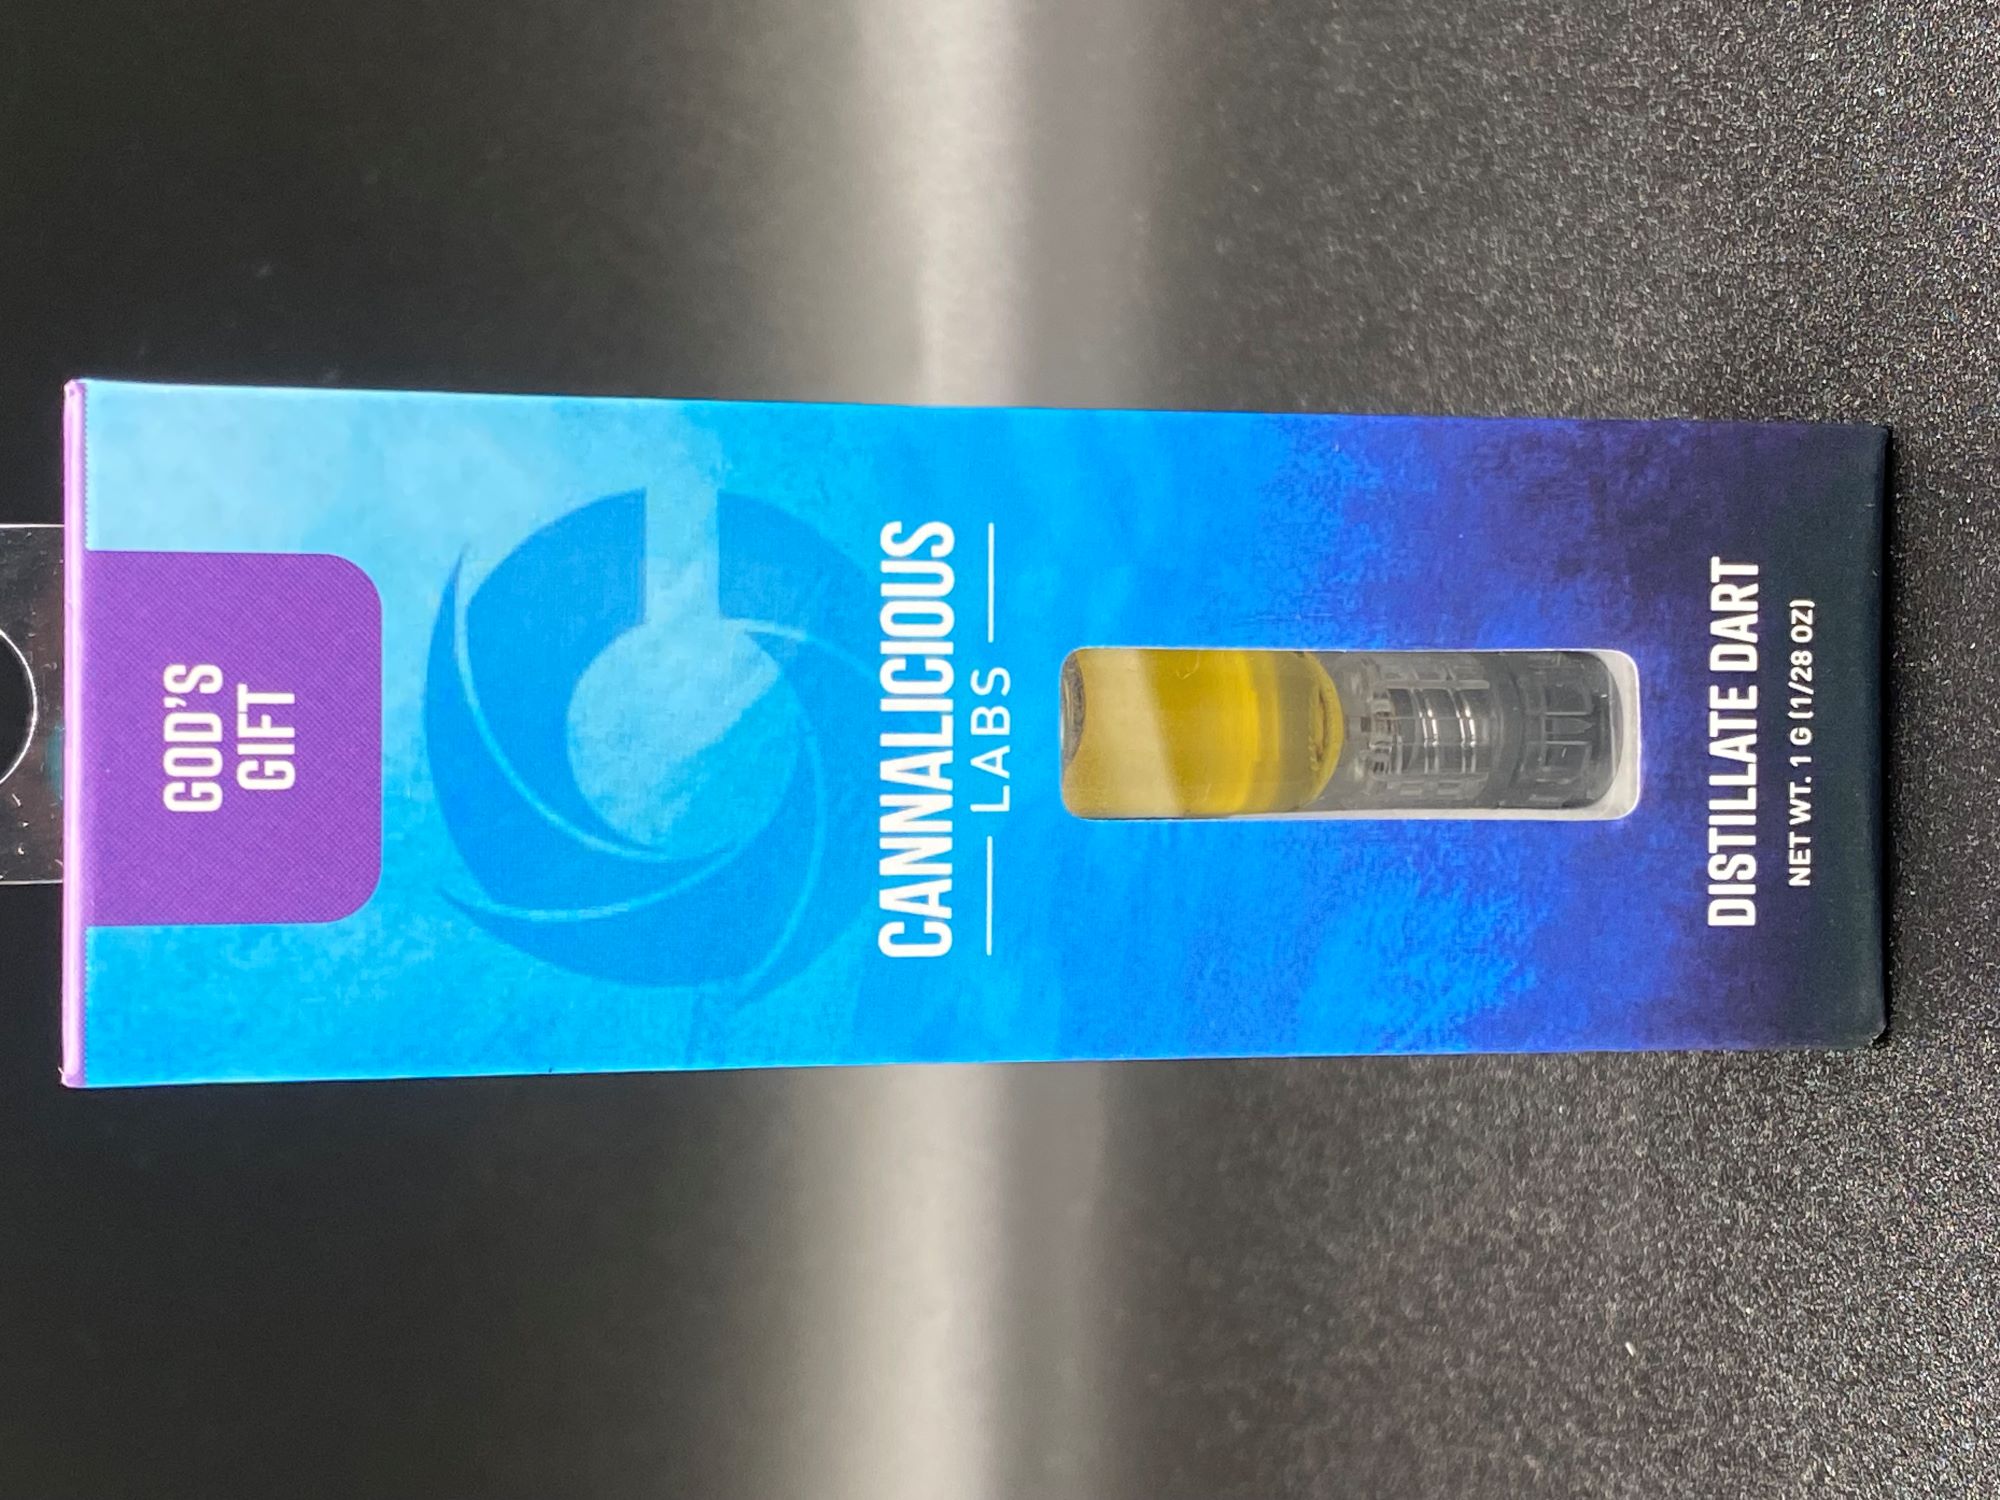 GOD'S
GIFT
CANNALICIOUS
LABS
DISTILLATE DART
NET WT. 1 G (1/28 OZ)